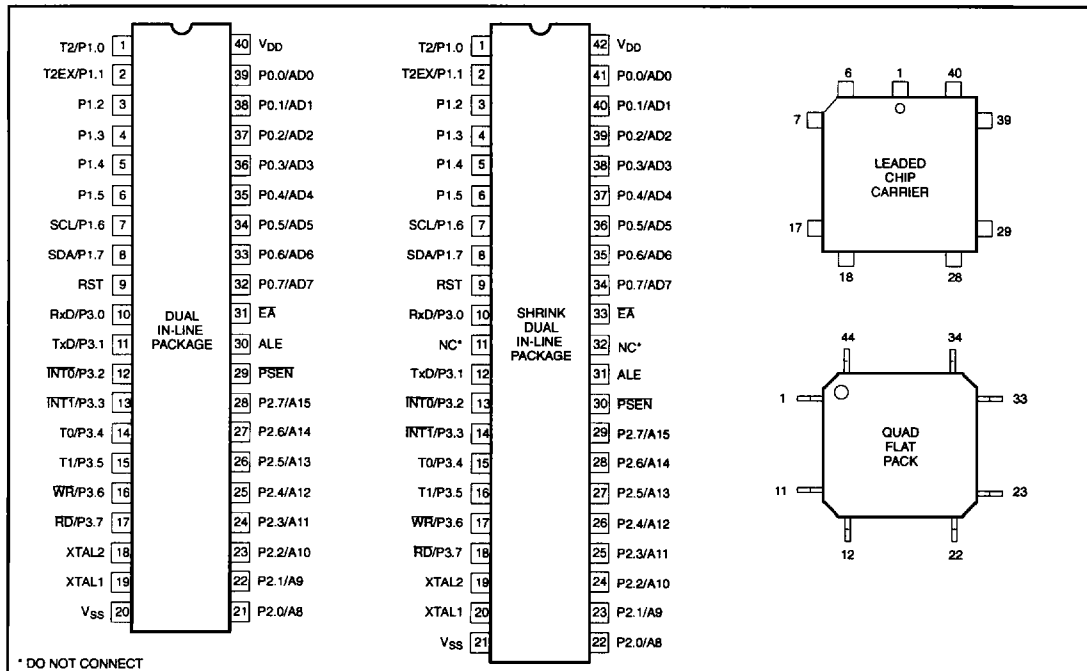 T2/P1.0 1 40 VDD
T2EX/P1.1 2 39 P0.0/AD0
P1.2 3 38 P0.1/AD1
P1.3 4 37 P0.2/AD2
P1.4 5 36 P0.3/AD3
P1.5 6 35 P0.4/AD4
SCL/P1.6 7 34 P0.5/AD5
SDA/P1.7 8 33 P0.6/AD6
RST 9 32 P0.7/AD7
RxD/P3.0 10 31 E̅A̅
TxD/P3.1 11 30 ALE
I̅N̅T̅0̅/P3.2 12 29 P̅S̅E̅N̅
I̅N̅T̅1̅/P3.3 13 28 P2.7/A15
T0/P3.4 14 27 P2.6/A14
T1/P3.5 15 26 P2.5/A13
W̅R̅/P3.6 16 25 P2.4/A12
R̅D̅/P3.7 17 24 P2.3/A11
XTAL2 18 23 P2.2/A10
XTAL1 19 22 P2.1/A9
VSS 20 21 P2.0/A8
DUAL
IN-LINE
PACKAGE
* DO NOT CONNECT
T2/P1.0 1 42 VDD
T2EX/P1.1 2 41 P0.0/AD0
P1.2 3 40 P0.1/AD1
P1.3 4 39 P0.2/AD2
P1.4 5 38 P0.3/AD3
P1.5 6 37 P0.4/AD4
SCL/P1.6 7 36 P0.5/AD5
SDA/P1.7 8 35 P0.6/AD6
RST 9 34 P0.7/AD7
RxD/P3.0 10 33 E̅A̅
NC* 11 32 NC*
TxD/P3.1 12 31 ALE
I̅N̅T̅0̅/P3.2 13 30 P̅S̅E̅N̅
I̅N̅T̅1̅/P3.3 14 29 P2.7/A15
T0/P3.4 15 28 P2.6/A14
T1/P3.5 16 27 P2.5/A13
W̅R̅/P3.6 17 26 P2.4/A12
R̅D̅/P3.7 18 25 P2.3/A11
XTAL2 19 24 P2.2/A10
XTAL1 20 23 P2.1/A9
VSS 21 22 P2.0/A8
SHRINK
DUAL
IN-LINE
PACKAGE
6 1 40
7 39
LEADED
CHIP
CARRIER
17 29
18 28
44 34
1 33
QUAD
FLAT
PACK
11 23
12 22